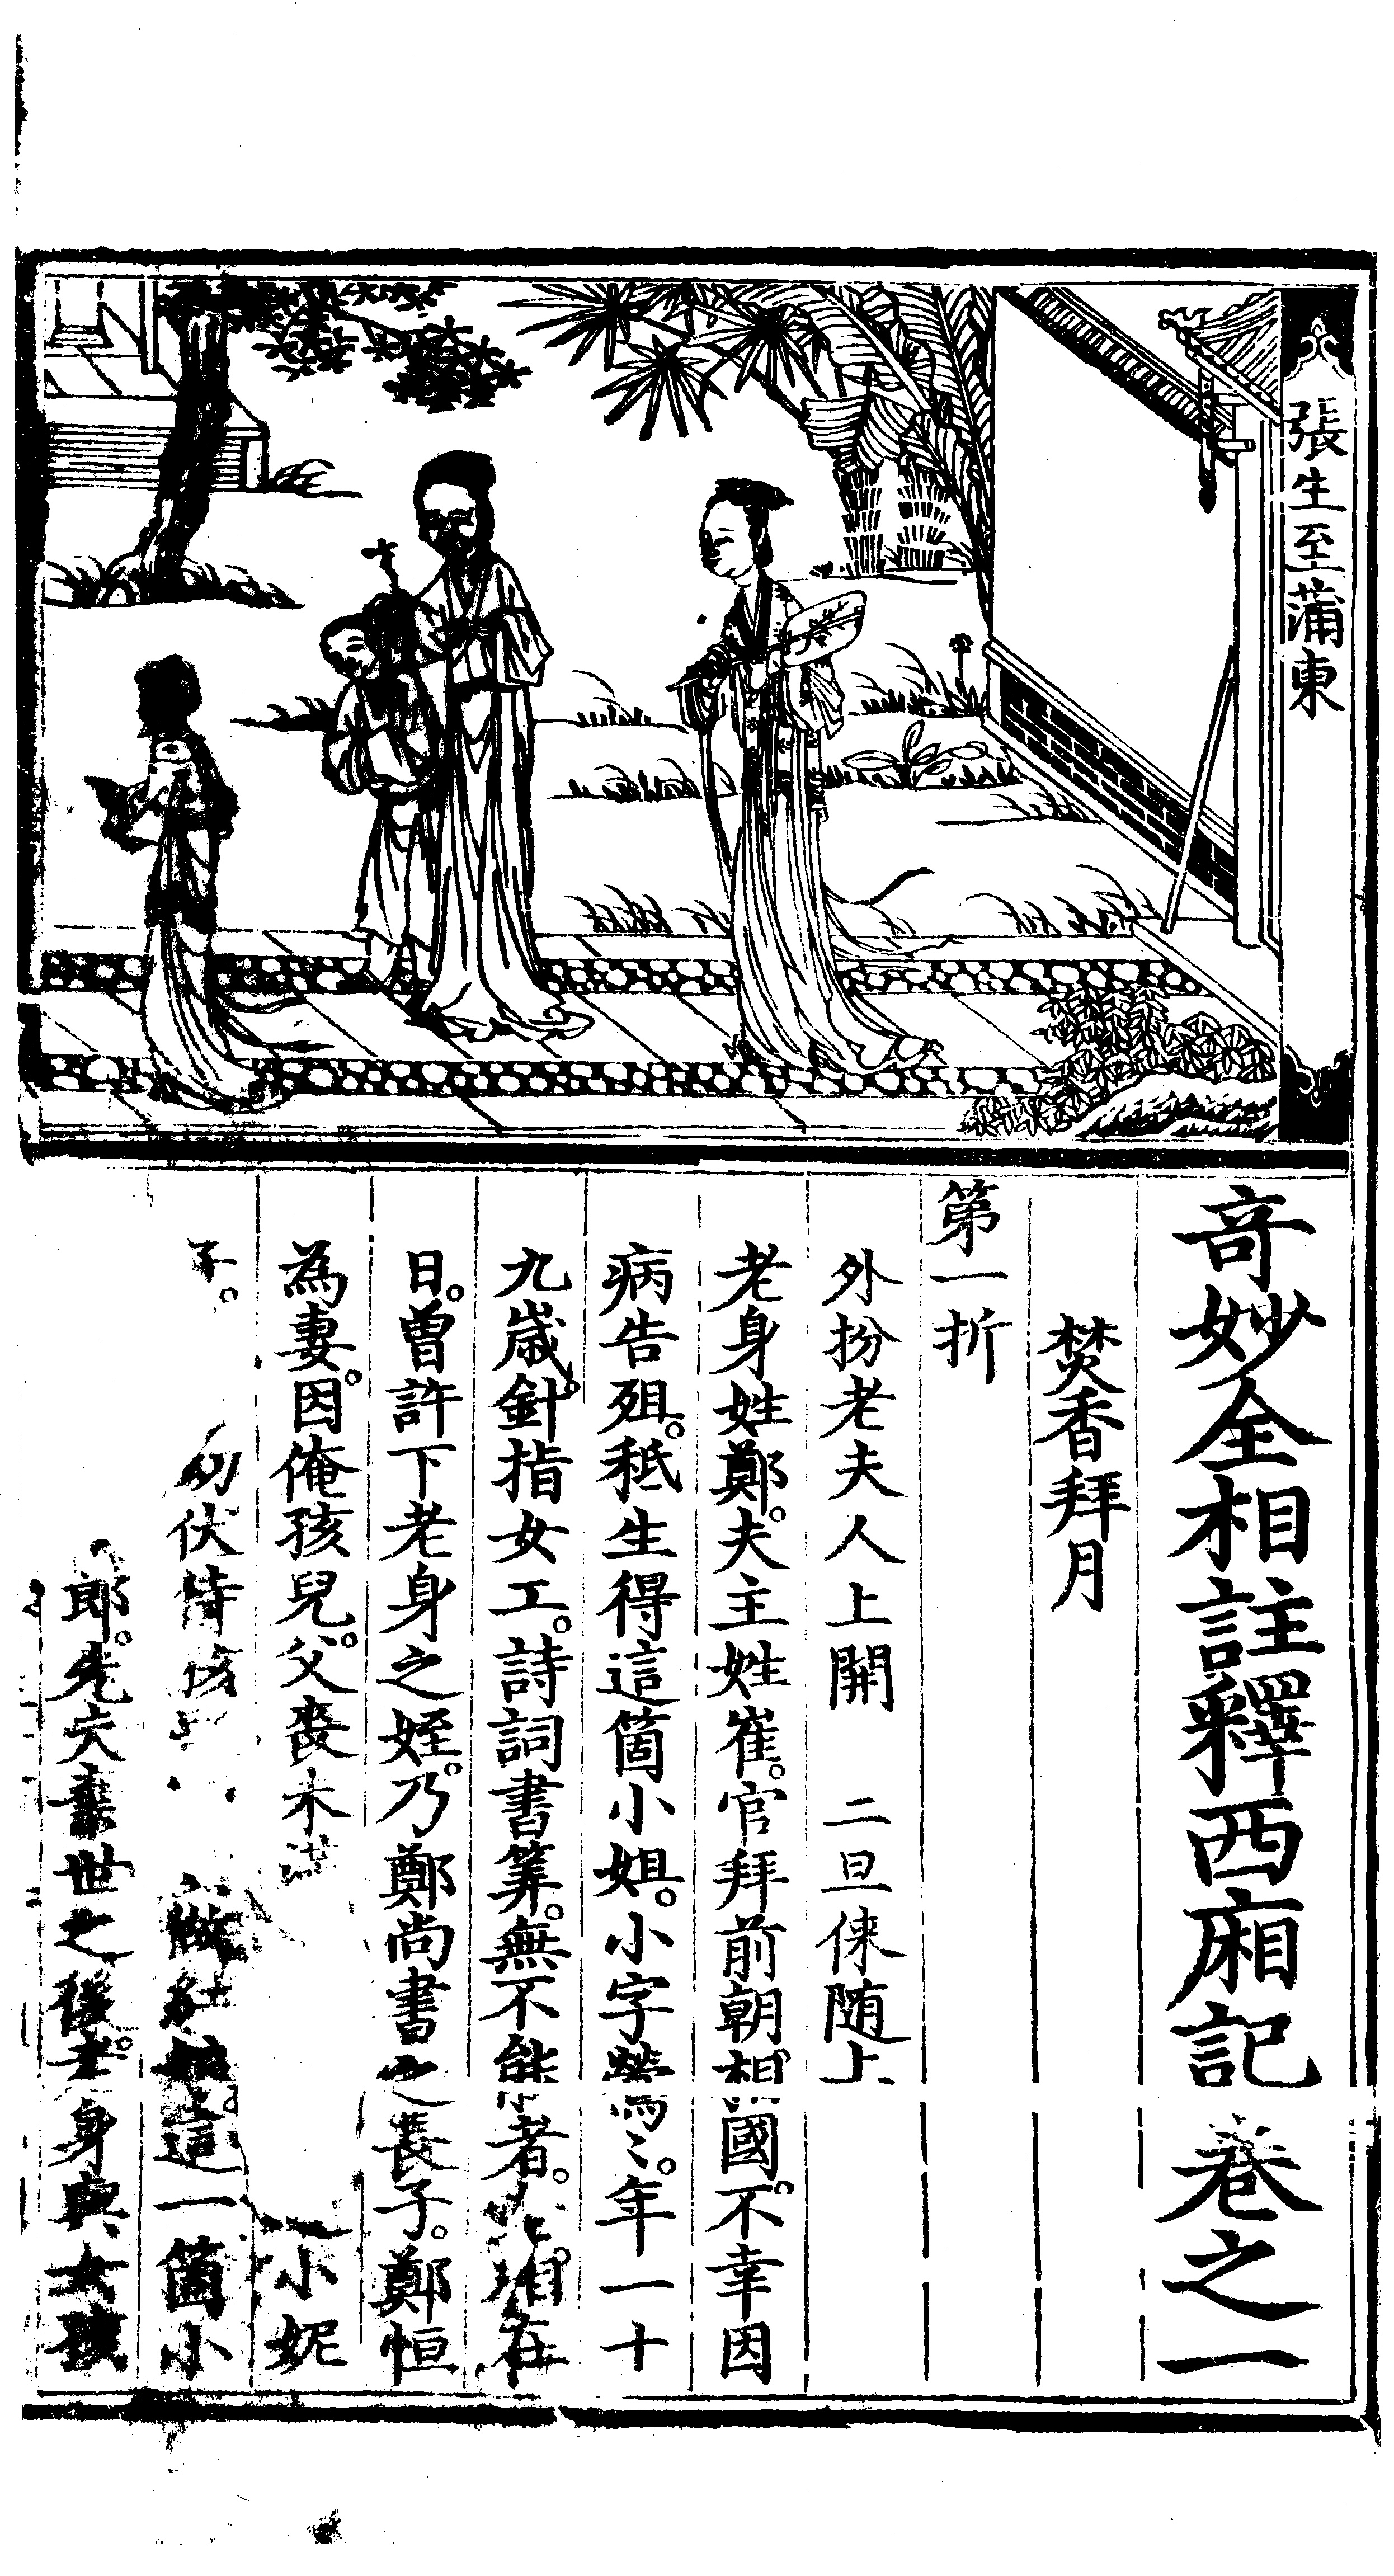 張生至蒲東
奇妙全相註釋西廂記卷之一
焚香拜月
第一折
外扮老夫人上開　二旦俫随上
老身姓鄭。夫主姓崔。官拜前朝相國。不幸因
病告殂。秪生得這箇小姐。小字鶯鶯〻。年一十
九歲。針指女工。詩詞書筭。無不能者。相在
日。曾許下老身之姪。乃鄭尚書之長子。鄭恒
為妻。因俺孩兒。父喪未 小妮
子。 幼伏侍孩 做紅娘 這一箇小
郎。先夫棄世之後。老身與女孩